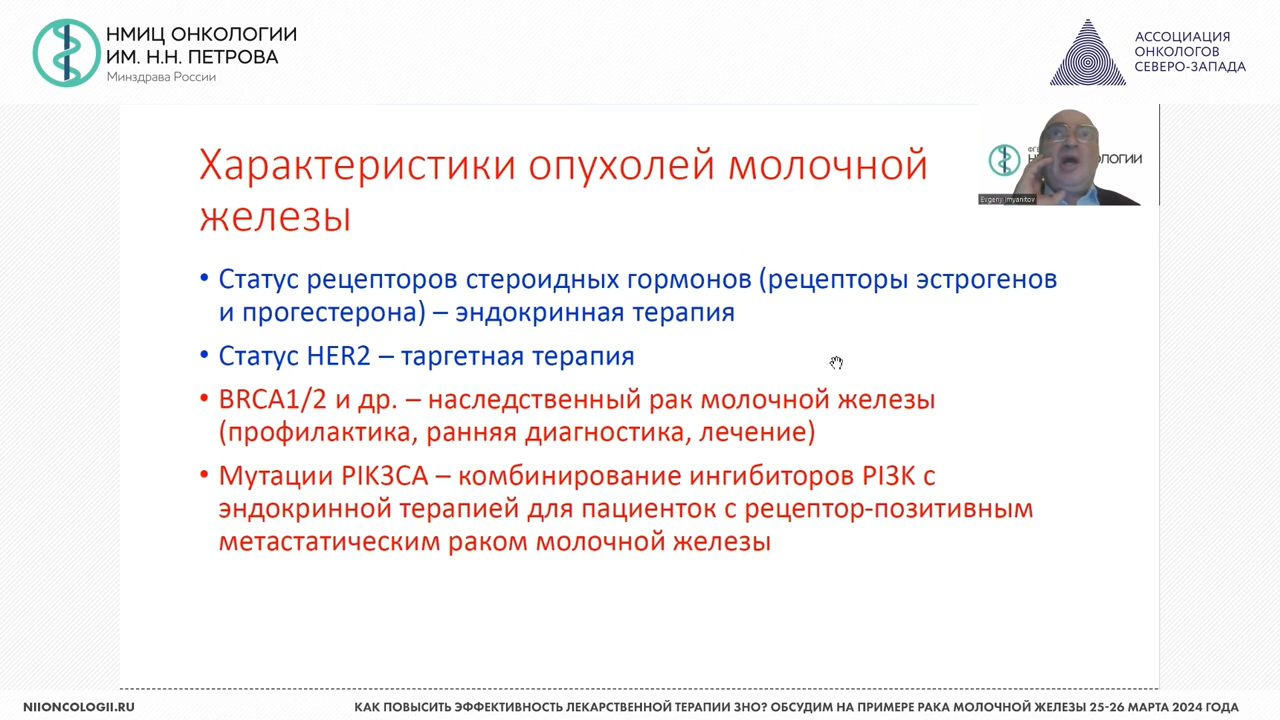 НМИЦ ОНКОЛОГИИ
ИМ. Н.Н. ПЕТРОВА
Минздрава России
АССОЦИАЦИЯ
ОНКОЛОГОВ
СЕВЕРО-ЗАПАДА
Характеристики опухолей молочной
железы
Evgeny Imyanitov
• Статус рецепторов стероидных гормонов (рецепторы эстрогенов
и прогестерона) – эндокринная терапия
• Статус HER2 – таргетная терапия
• BRCA1/2 и др. – наследственный рак молочной железы
(профилактика, ранняя диагностика, лечение)
• Мутации PIK3CA – комбинирование ингибиторов PI3K с
эндокринной терапией для пациенток с рецептор-позитивным
метастатическим раком молочной железы
NIIONCOLOGII.RU
КАК ПОВЫСИТЬ ЭФФЕКТИВНОСТЬ ЛЕКАРСТВЕННОЙ ТЕРАПИИ ЗНО? ОБСУДИМ НА ПРИМЕРЕ РАКА МОЛОЧНОЙ ЖЕЛЕЗЫ 25-26 МАРТА 2024 ГОДА